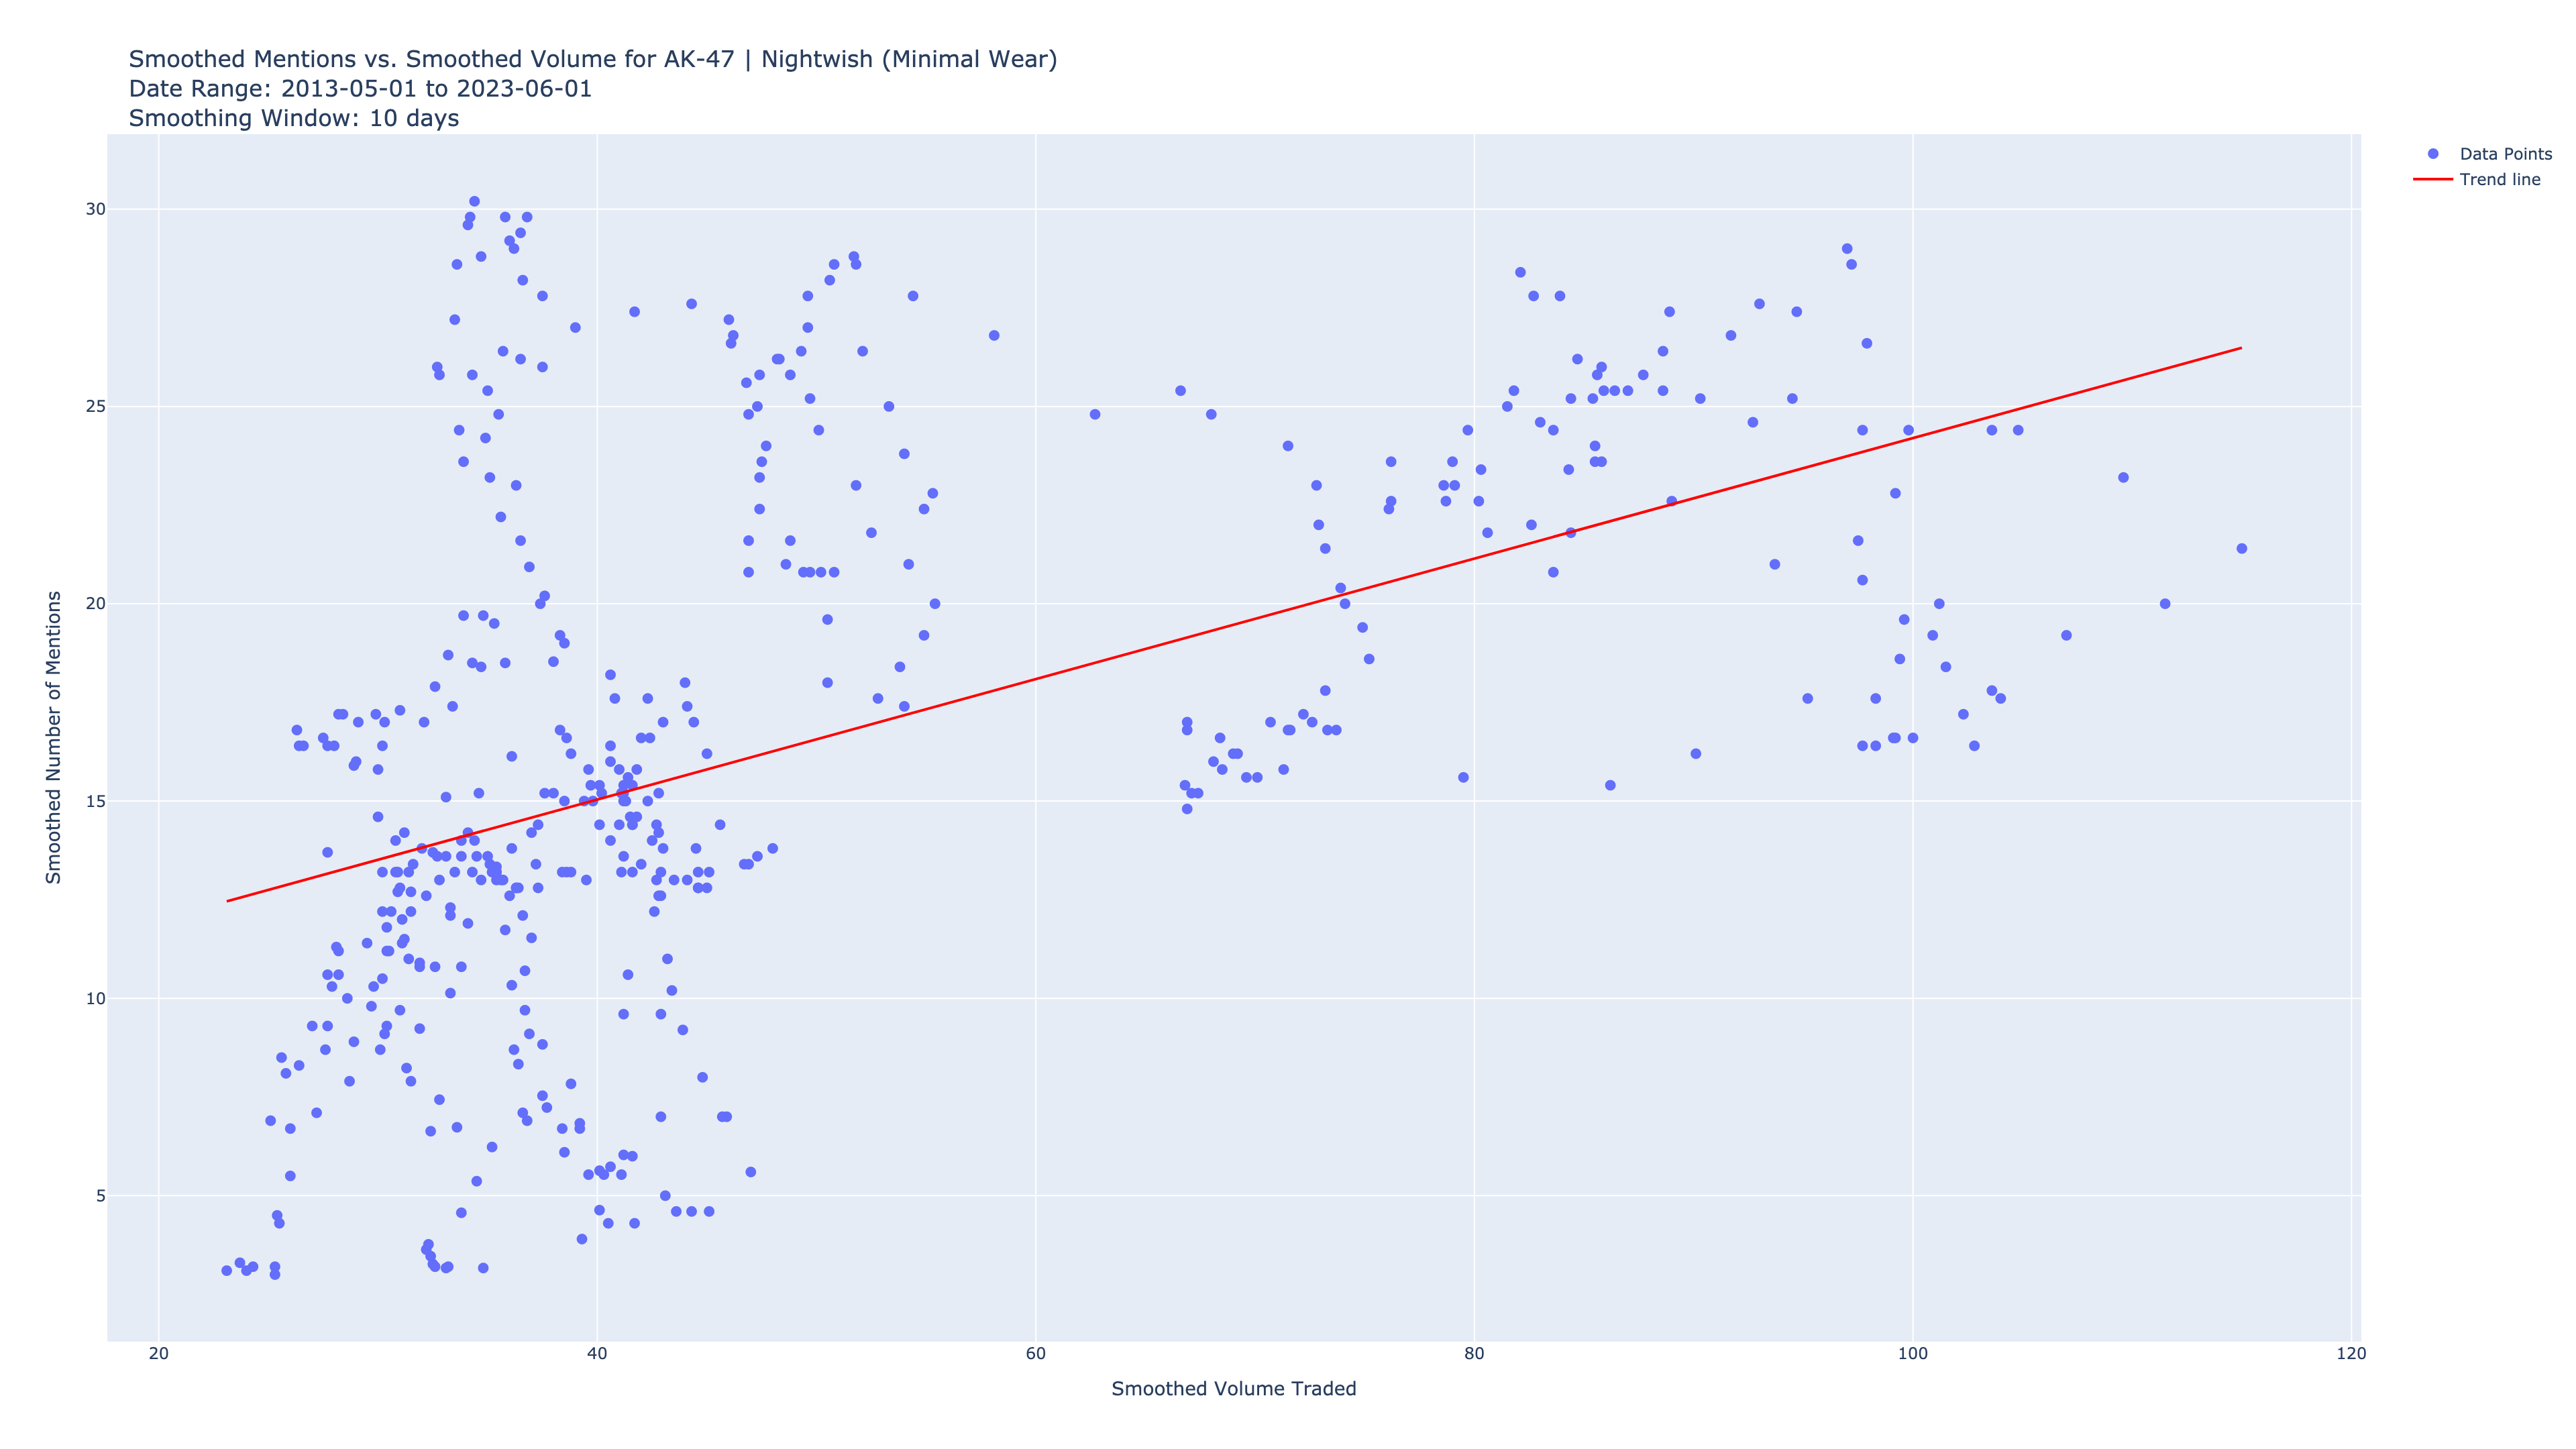 Smoothed Mentions vs. Smoothed Volume for AK-47 | Nightwish (Minimal Wear)
Date Range: 2013-05-01 to 2023-06-01
Smoothing Window: 10 days
Data Points
Trend line
30
25
20
15
10
5
Smoothed Number of Mentions
20
40
60
80
100
120
Smoothed Volume Traded